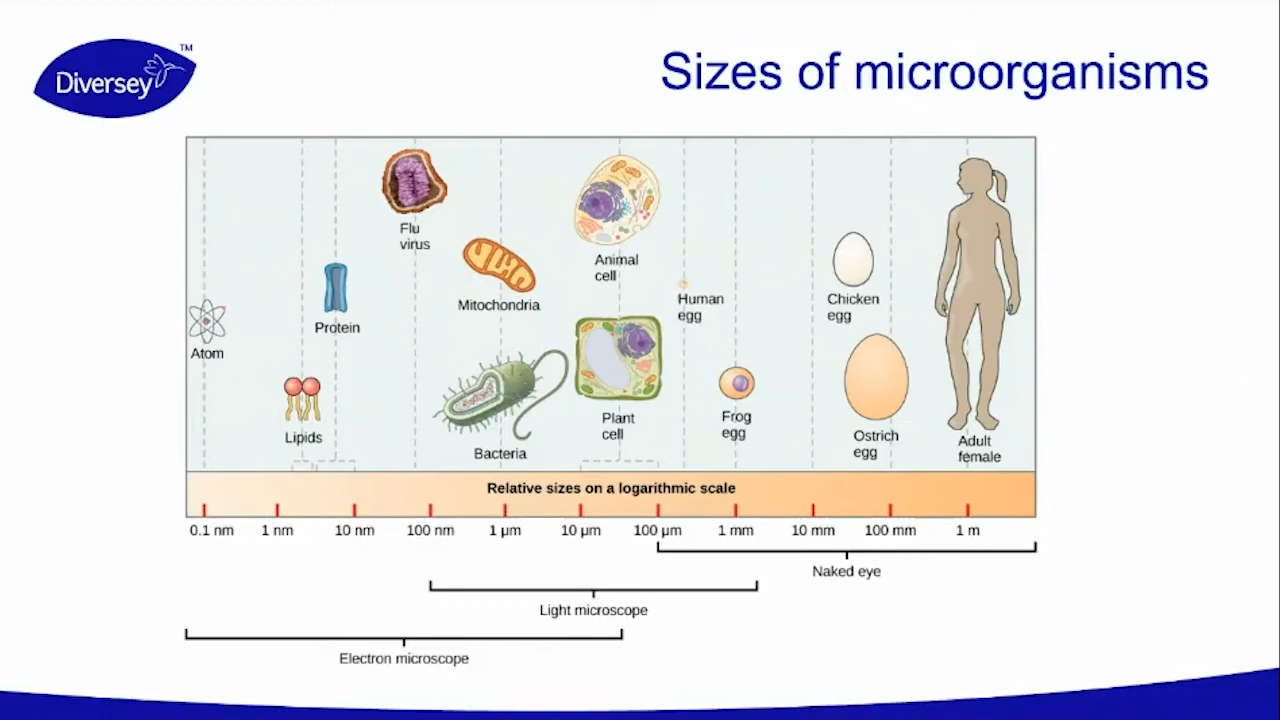 Diversey
TM
Sizes of microorganisms
Flu
virus
Animal
cell
Mitochondria
Human
egg
Chicken
egg
Protein
Atom
Lipids
Bacteria
Plant
cell
Frog
egg
Ostrich
egg
Adult
female
Relative sizes on a logarithmic scale
0.1 nm 1 nm 10 nm 100 nm 1 μm 10 μm 100 μm 1 mm 10 mm 100 mm 1 m
Naked eye
Light microscope
Electron microscope